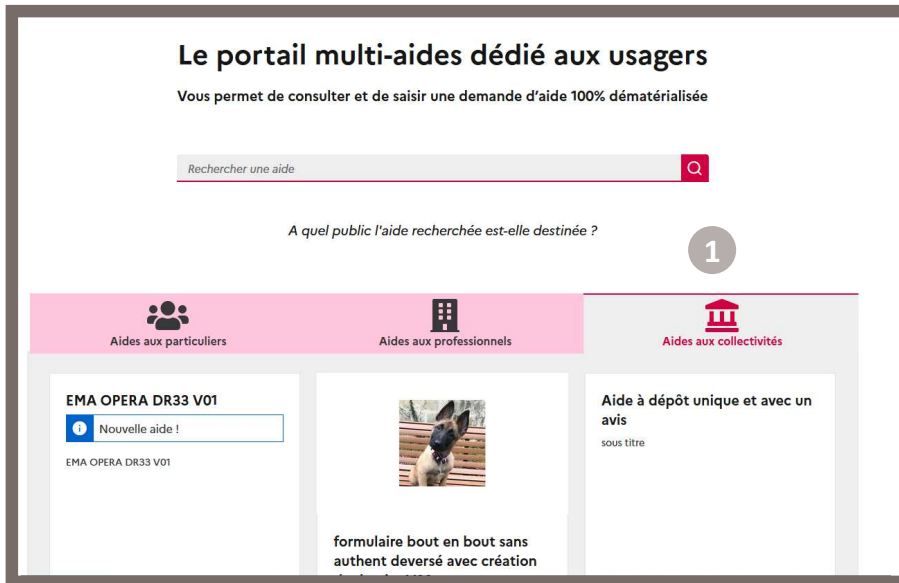 Le portail multi-aides dédié aux usagers
Vous permet de consulter et de saisir une demande d'aide 100% dématérialisée
Rechercher une aide
A quel public l'aide recherchée est-elle destinée ?
1
Aides aux particuliers
Aides aux professionnels
Aides aux collectivités
EMA OPERA DR33 V01
Nouvelle aide !
EMA OPERA DR33 V01
formulaire bout en bout sans
authent deversé avec création
Aide à dépôt unique et avec un
avis
sous titre